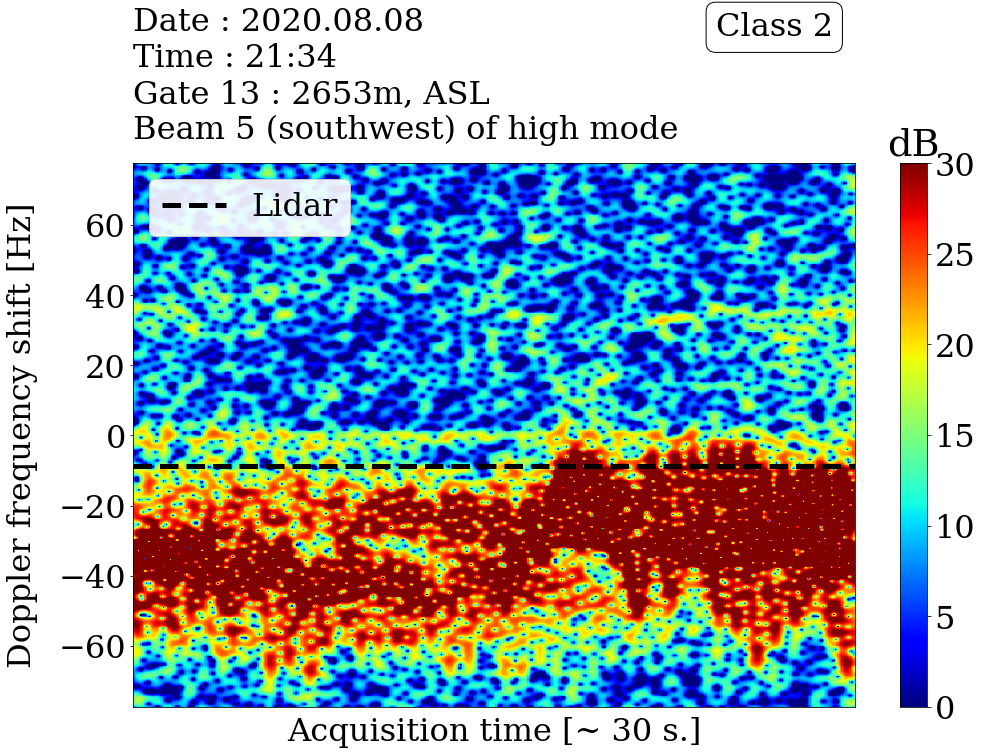 Date : 2020.08.08
Time : 21:34
Gate 13 : 2653m, ASL
Beam 5 (southwest) of high mode
Class 2
dB
Lidar
Doppler frequency shift [Hz]
60
40
20
0
−20
−40
−60
30
25
20
15
10
5
0
Acquisition time [~ 30 s.]